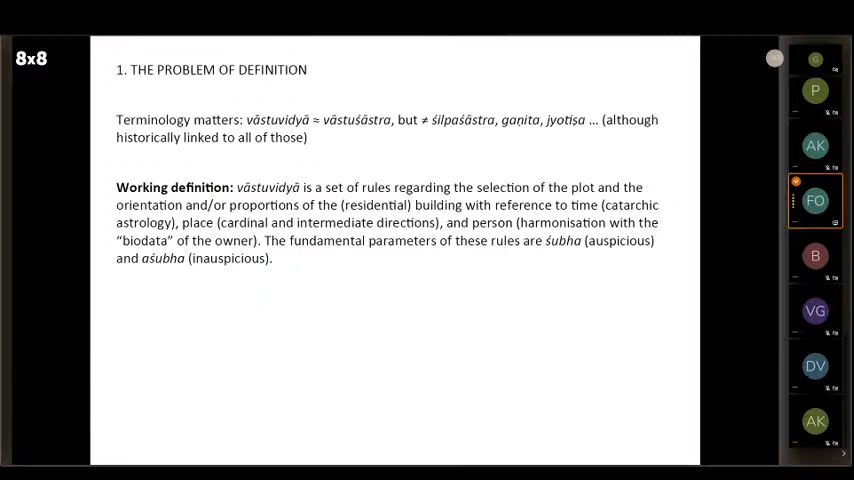 8x8
1. THE PROBLEM OF DEFINITION
Terminology matters: vāstuvidyā ≈ vāstuśāstra, but ≠ śilpaśāstra, gaṇita, jyotiṣa ... (although
historically linked to all of those)
Working definition: vāstuvidyā is a set of rules regarding the selection of the plot and the
orientation and/or proportions of the (residential) building with reference to time (catarchic
astrology), place (cardinal and intermediate directions), and person (harmonisation with the
“biodata” of the owner). The fundamental parameters of these rules are śubha (auspicious)
and aśubha (inauspicious).
G
P
AK
FO
B
VG
DV
AK